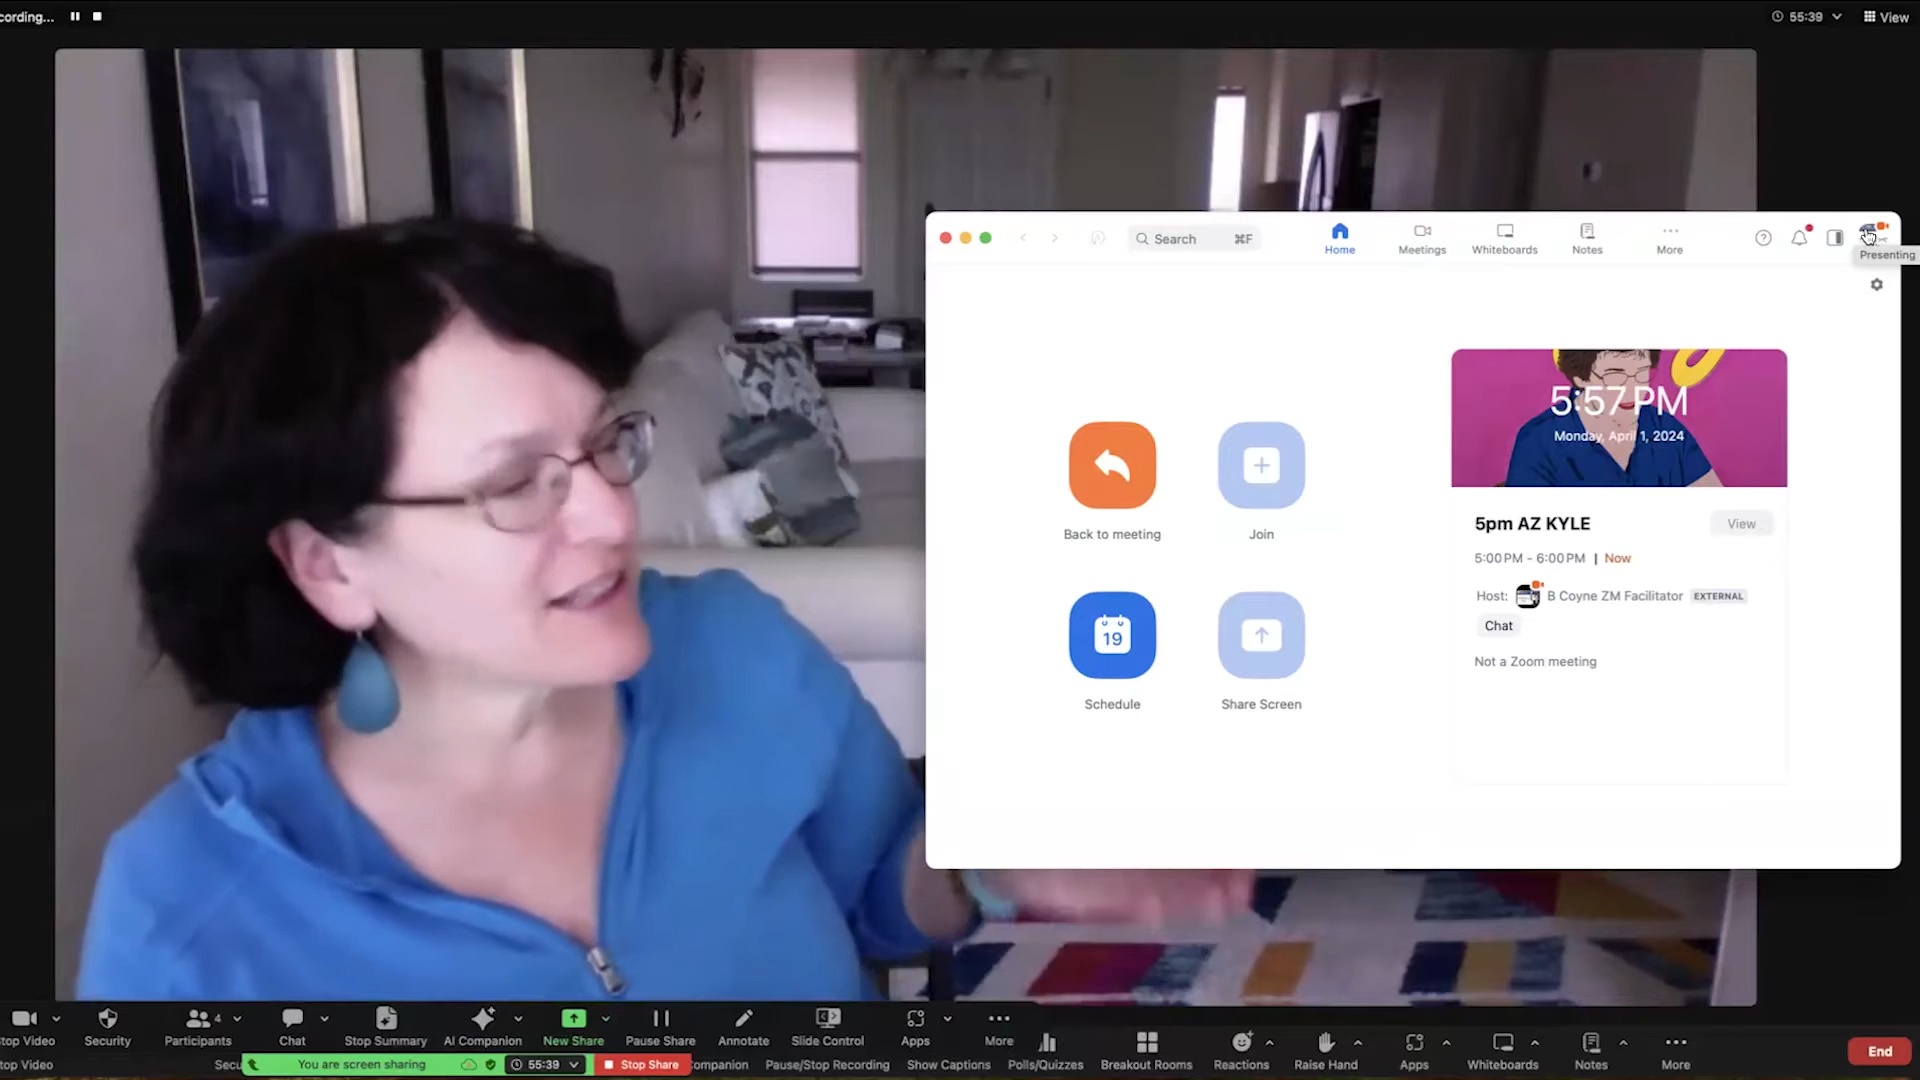 cording...
55:39
View
Search ⌘F
Home
Meetings
Whiteboards
Notes
More
Presenting
5:57 PM
Monday, April 1, 2024
5pm AZ KYLE
View
5:00 PM - 6:00 PM | Now
Host: B Coyne ZM Facilitator EXTERNAL
Chat
Not a Zoom meeting
Back to meeting
Join
19
Schedule
Share Screen
top Video
Security
4
Participants
Chat
Stop Summary
AI Companion
New Share
Pause Share
Annotate
Slide Control
Apps
More
top Video
Secu
You are screen sharing
55:39
Stop Share
ompanion
Pause/Stop Recording
Show Captions
Polls/Quizzes
Breakout Rooms
Reactions
Raise Hand
Apps
Whiteboards
Notes
More
End